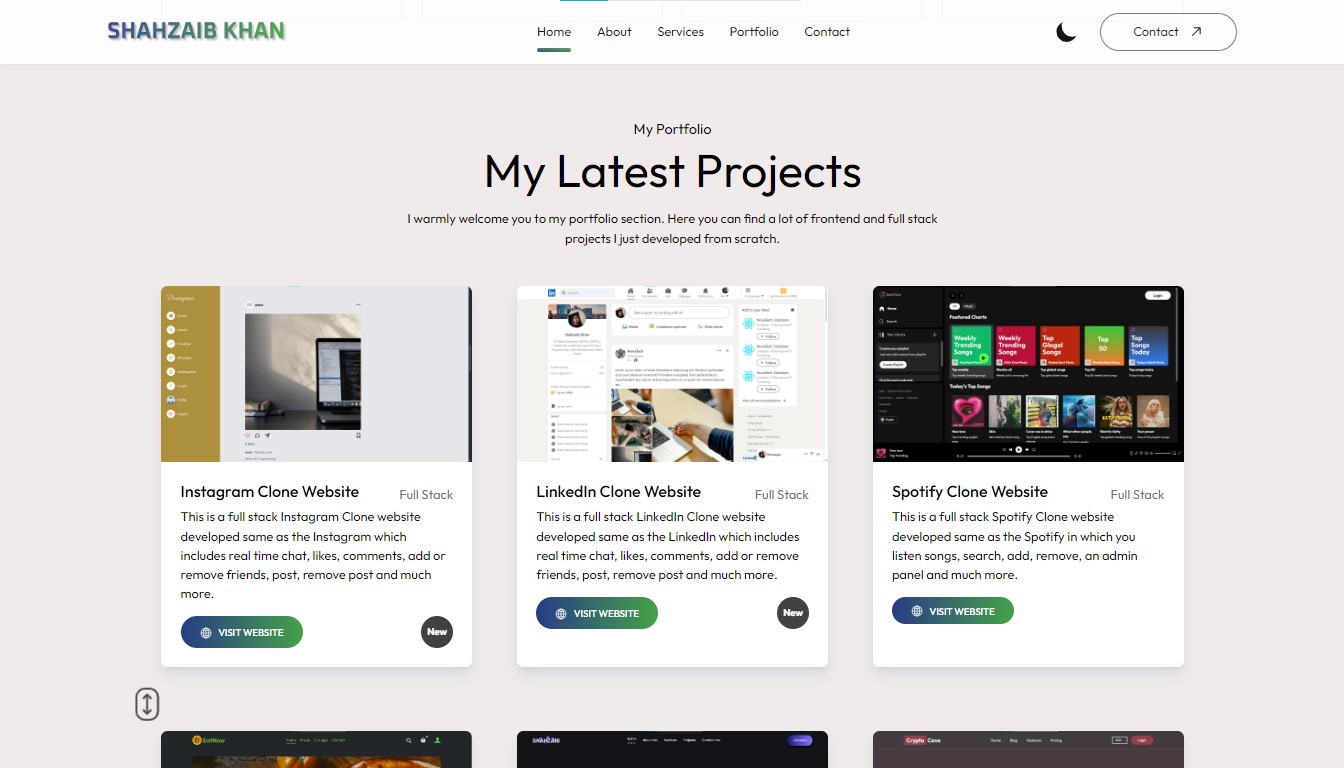 SHAHZAIB KHAN
Home About Services Portfolio Contact
Contact
My Portfolio
My Latest Projects
I warmly welcome you to my portfolio section. Here you can find a lot of frontend and full stack
projects I just developed from scratch.
Instagram
Login
Featured Charts
Weekly Trending Songs
Weekly Trending Songs
Top Glogal Songs
Top 50
Top Songs Today
Today's Top Songs
Instagram Clone Website
Full Stack
This is a full stack Instagram Clone website
developed same as the Instagram which
includes real time chat, likes, comments, add or
remove friends, post, remove post and much
more.
VISIT WEBSITE
New
LinkedIn Clone Website
Full Stack
This is a full stack LinkedIn Clone website
developed same as the LinkedIn which includes
real time chat, likes, comments, add or remove
friends, post, remove post and much more.
VISIT WEBSITE
New
Spotify Clone Website
Full Stack
This is a full stack Spotify Clone website
developed same as the Spotify in which you
listen songs, search, add, remove, an admin
panel and much more.
VISIT WEBSITE
EatNow
SHAHZAIB
Crypto Cave
Home Blog Features Pricing
Login